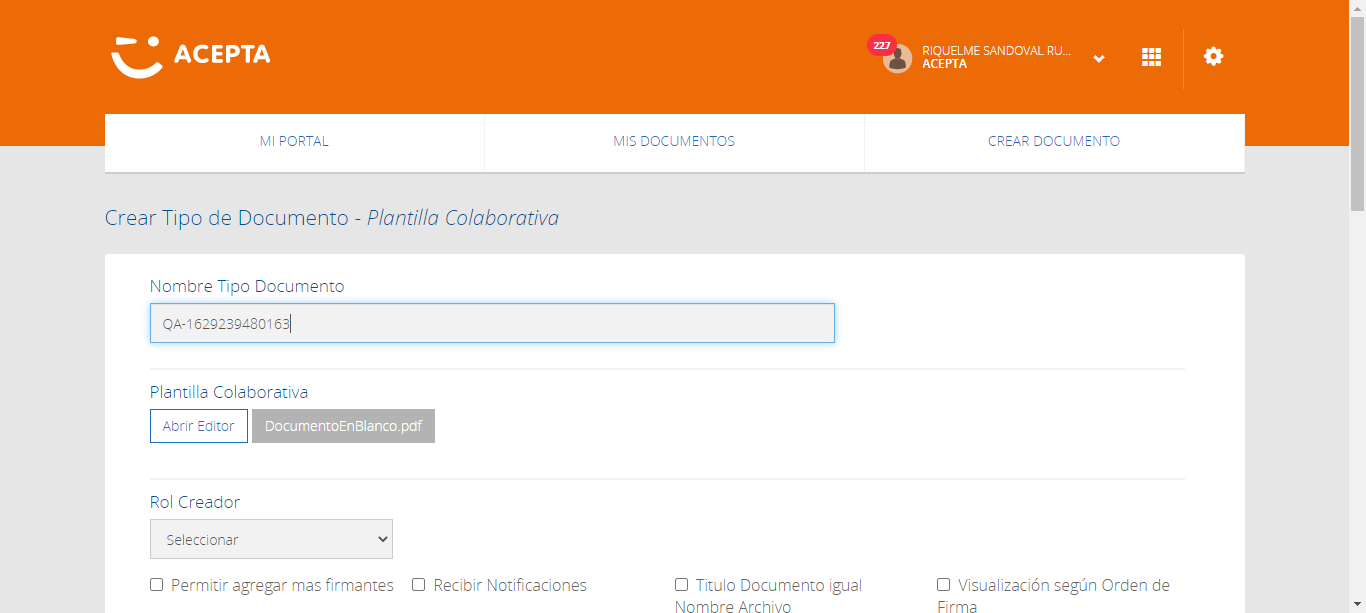 ACEPTA
227
RIQUELME SANDOVAL RU...
ACEPTA
MI PORTAL
MIS DOCUMENTOS
CREAR DOCUMENTO
Crear Tipo de Documento - Plantilla Colaborativa
Nombre Tipo Documento
QA-1629239480163
Plantilla Colaborativa
Abrir Editor
DocumentoEnBlanco.pdf
Rol Creador
Seleccionar
Permitir agregar mas firmantes
Recibir Notificaciones
Titulo Documento igual
Nombre Archivo
Visualización según Orden de
Firma